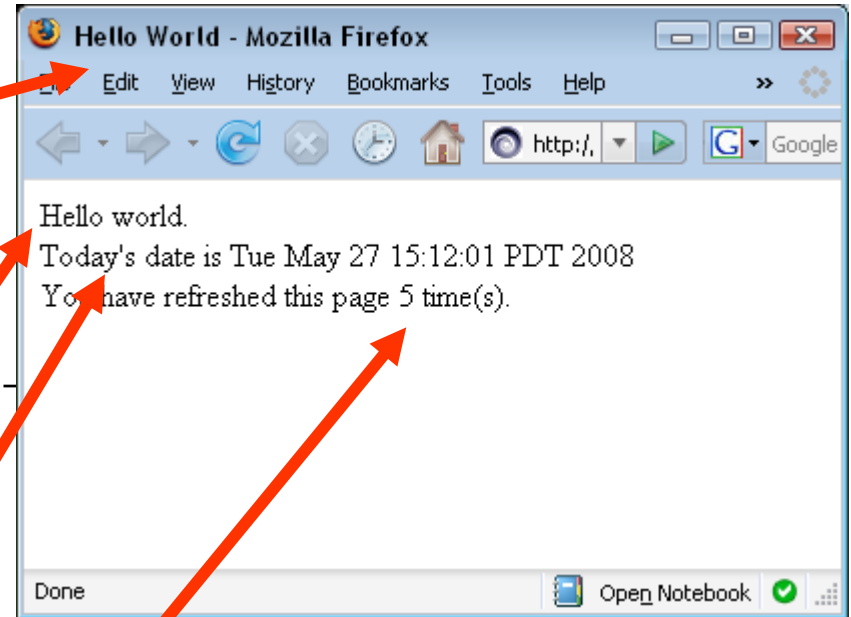 Hello World - Mozilla Firefox
Edit View History Bookmarks Tools Help »
http:/, G Google
Hello world.
Today's date is Tue May 27 15:12:01 PDT 2008
You have refreshed this page 5 time(s).
Done Open Notebook